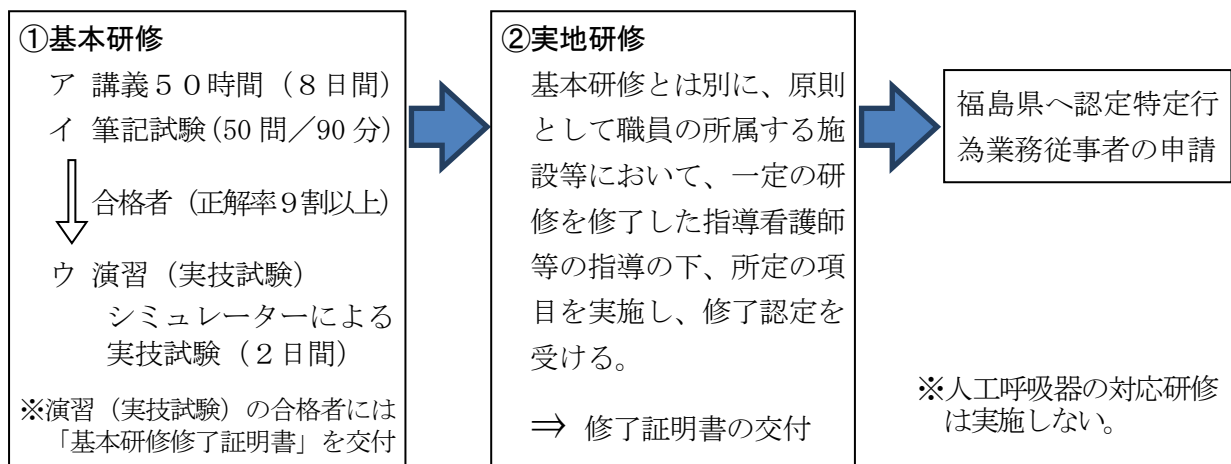 ①基本研修
ア 講義５０時間（８日間）
イ 筆記試験（50 問／90 分）
合格者（正解率９割以上）
ウ 演習（実技試験）
シミュレーターによる
実技試験（２日間）
※演習（実技試験）の合格者には
「基本研修修了証明書」を交付
②実地研修
基本研修とは別に、原則
として職員の所属する施
設等において、一定の研
修を修了した指導看護師
等の指導の下、所定の項
目を実施し、修了認定を
受ける。
⇒ 修了証明書の交付
福島県へ認定特定行
為業務従事者の申請
※人工呼吸器の対応研修
は実施しない。